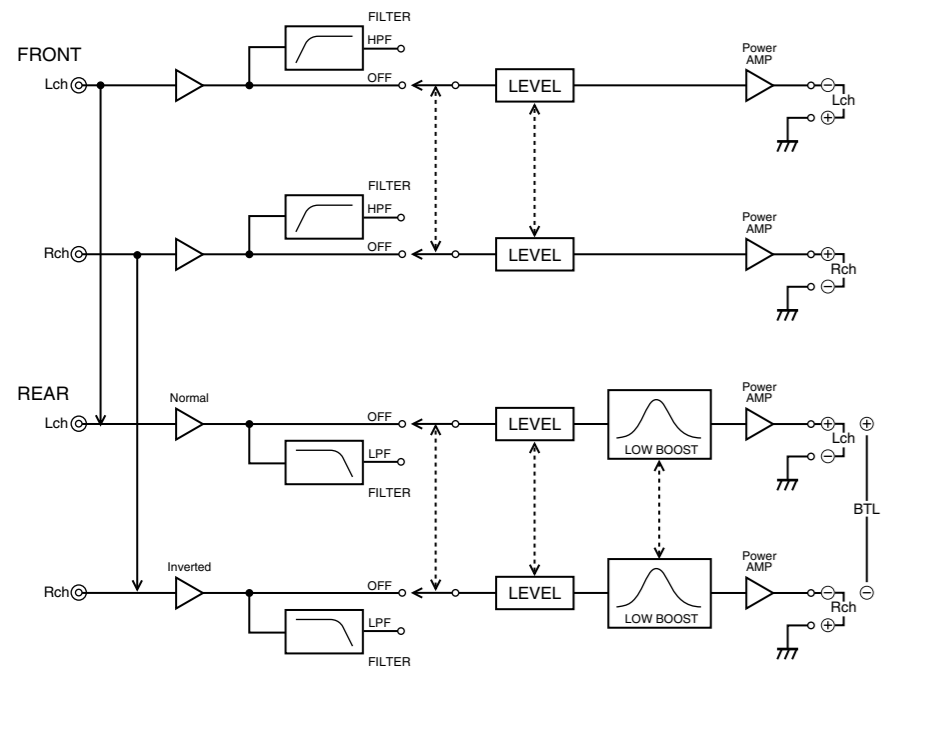 FILTER
FRONT
HPF
Power
AMP
Lch
OFF
LEVEL
⊖
Lch
⊕
FILTER
HPF
Power
AMP
Rch
OFF
LEVEL
⊕
Rch
⊖
REAR
Normal
Power
AMP
Lch
OFF
LEVEL
LOW BOOST
⊕
Lch
⊖
⊕
LPF
FILTER
BTL
Inverted
Power
AMP
Rch
OFF
LEVEL
LOW BOOST
⊖
Rch
⊕
⊖
LPF
FILTER